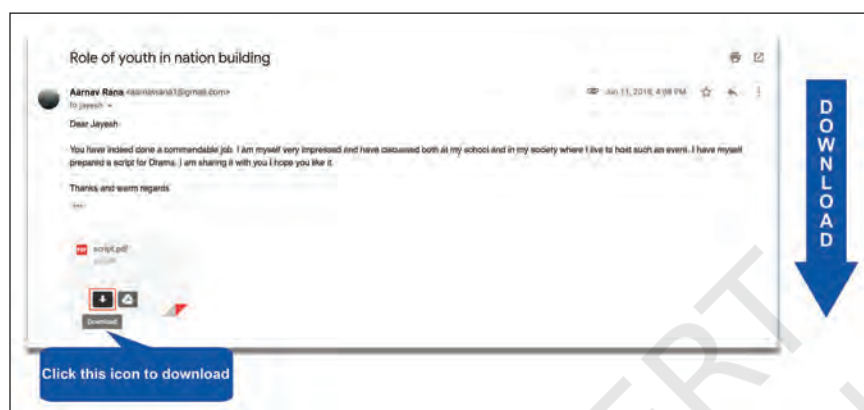 Role of youth in nation building
Aarnav Rana
to jayesh
Jun 11, 2018, 4:08 PM
Dear Jayesh
You have indeed done a commendable job. I am myself very impressed and have discussed both at my school and in my society where I live to host such an event. I have myself
prepared a script for Drama. I am sharing it with you I hope you like it.
Thanks and warm regards
script.pdf
Download
Click this icon to download
DOWNLOAD
ERT